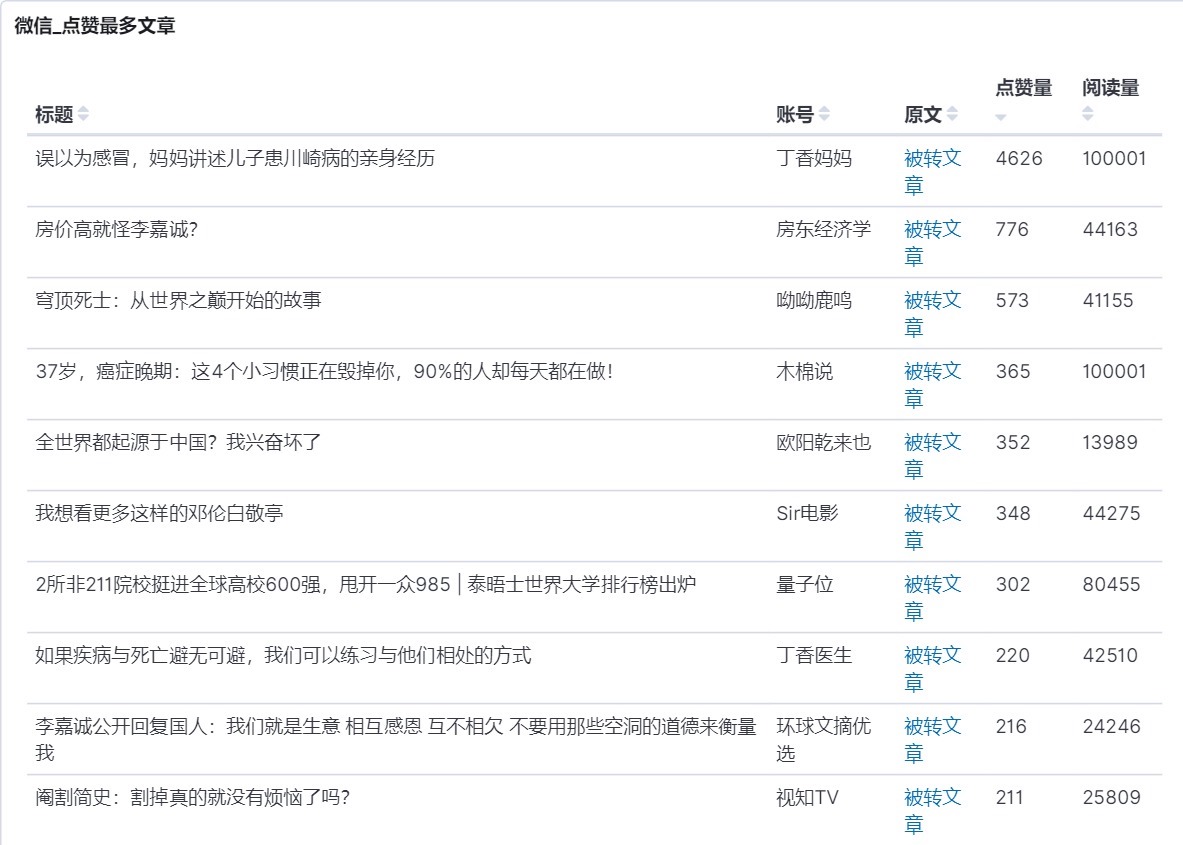 微信_点赞最多文章
标题 账号 原文 点赞量 阅读量
误以为感冒，妈妈讲述儿子患川崎病的亲身经历 丁香妈妈 被转文 4626 100001
章
房价高就怪李嘉诚？ 房东经济学 被转文 776 44163
章
穹顶死士：从世界之巅开始的故事 呦呦鹿鸣 被转文 573 41155
章
37岁，癌症晚期：这4个小习惯正在毁掉你，90%的人却每天都在做！ 木棉说 被转文 365 100001
章
全世界都起源于中国？我兴奋坏了 欧阳乾来也 被转文 352 13989
章
我想看更多这样的邓伦白敬亭 Sir电影 被转文 348 44275
章
2所非211院校挺进全球高校600强，甩开一众985 | 泰晤士世界大学排行榜出炉 量子位 被转文 302 80455
章
如果疾病与死亡避无可避，我们可以练习与他们相处的方式 丁香医生 被转文 220 42510
章
李嘉诚公开回复国人：我们就是生意 相互感恩 互不相欠 不要用那些空洞的道德来衡量 环球文摘优 被转文 216 24246
我 选 章
阉割简史：割掉真的就没有烦恼了吗？ 视知TV 被转文 211 25809
章